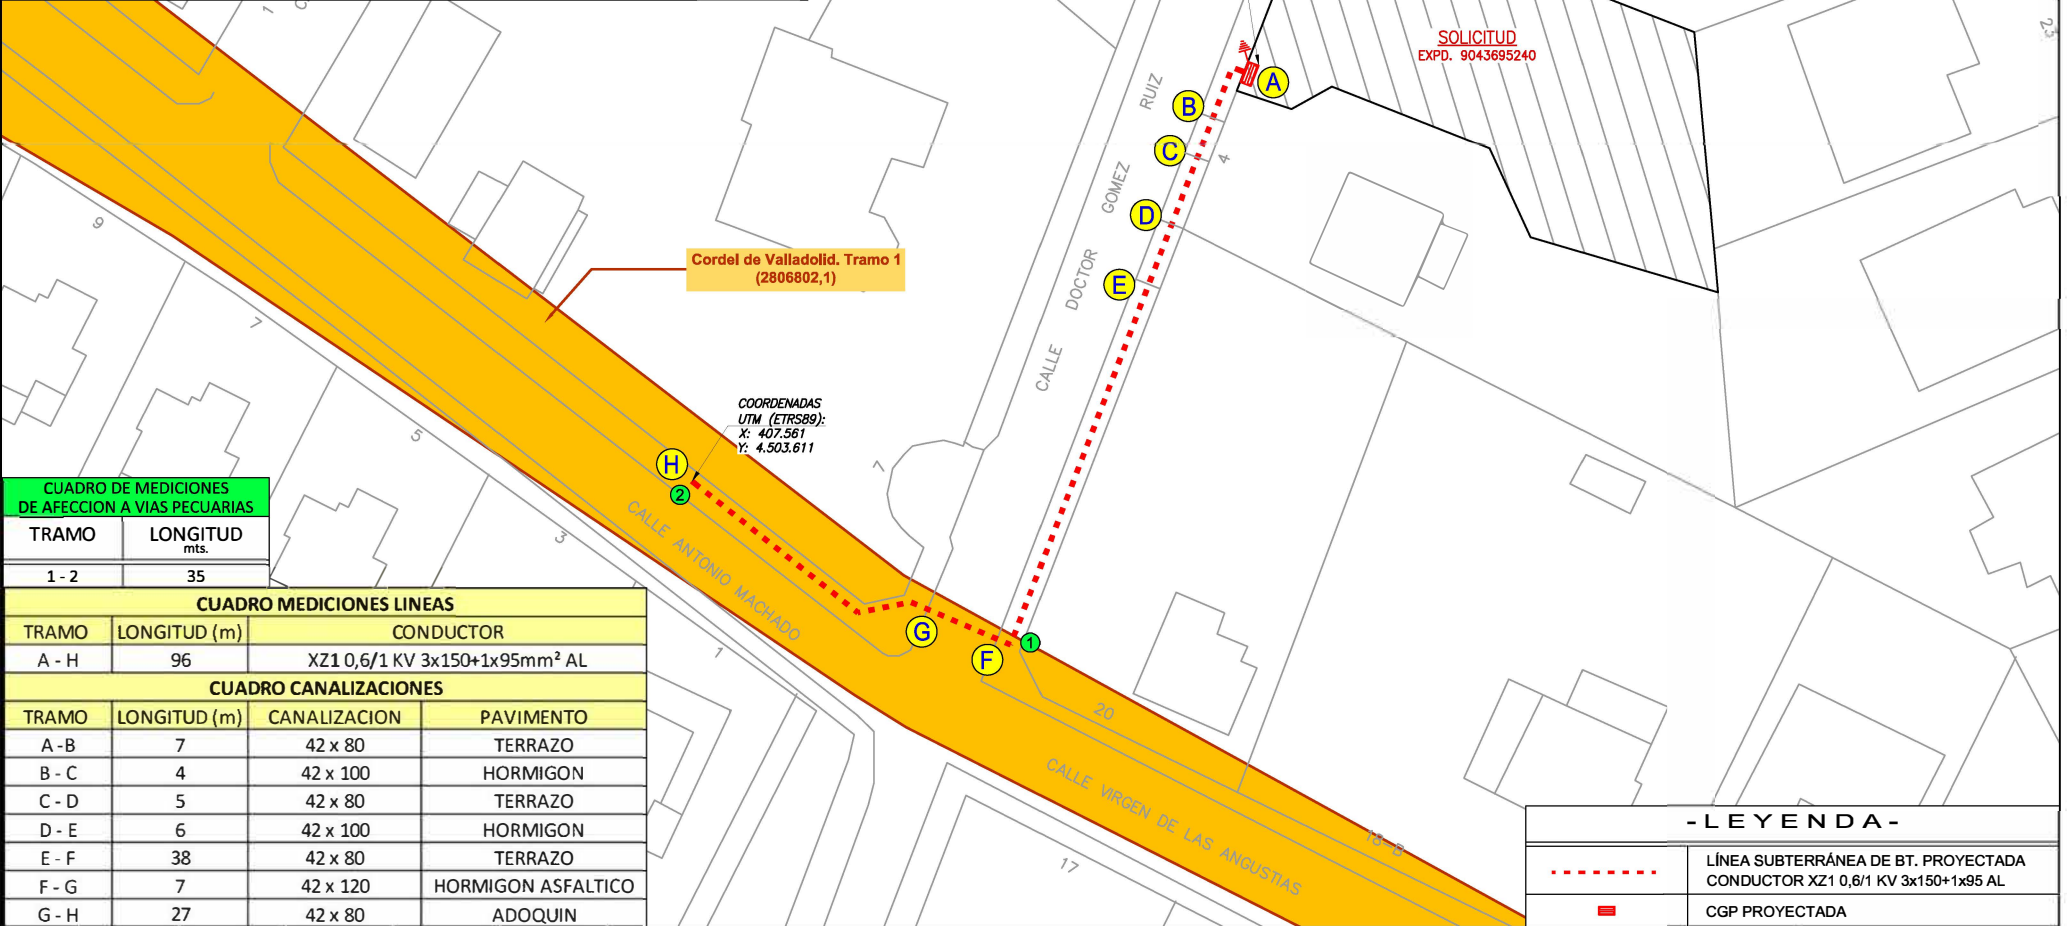 SOLICITUD
EXPD. 9043695240
A
B
C
D
E
F
G
H
1
2
RUIZ
GOMEZ
DOCTOR
CALLE
4
23
1
9
7
5
3
1
7
20
17
18-B
Cordel de Valladolid. Tramo 1
(2806802,1)
COORDENADAS
UTM (ETRS89):
X: 407.561
Y: 4.503.611
CALLE ANTONIO MACHADO
CALLE VIRGEN DE LAS ANGUSTIAS
CUADRO DE MEDICIONES
DE AFECCION A VIAS PECUARIAS
TRAMO LONGITUD
mts.
1 - 2 35
CUADRO MEDICIONES LINEAS
TRAMO LONGITUD (m) CONDUCTOR
A - H 96 XZ1 0,6/1 KV 3x150+1x95mm² AL
CUADRO CANALIZACIONES
TRAMO LONGITUD (m) CANALIZACION PAVIMENTO
A -B 7 42 x 80 TERRAZO
B - C 4 42 x 100 HORMIGON
C - D 5 42 x 80 TERRAZO
D - E 6 42 x 100 HORMIGON
E - F 38 42 x 80 TERRAZO
F - G 7 42 x 120 HORMIGON ASFALTICO
G - H 27 42 x 80 ADOQUIN
-LEYENDA-
LÍNEA SUBTERRÁNEA DE BT. PROYECTADA
CONDUCTOR XZ1 0,6/1 KV 3x150+1x95 AL
CGP PROYECTADA